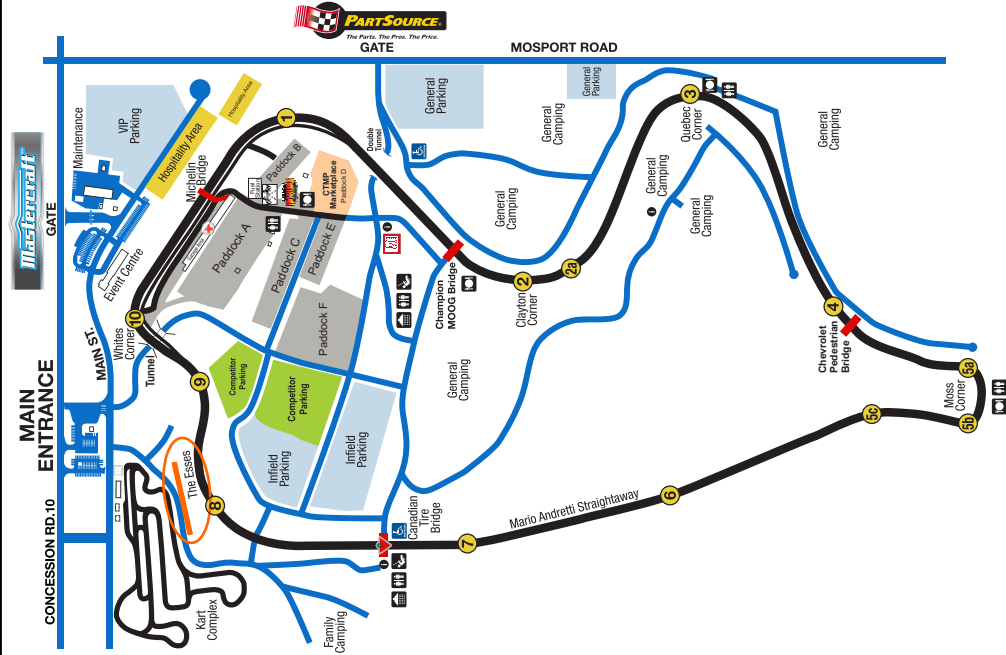 PARTSOURCE
The Parts. The Pros. The Price.
GATE
MOSPORT ROAD
Mastercraft
GATE
MAIN
ENTRANCE
CONCESSION RD.10
MAIN ST.
Maintenance
VIP
Parking
Hospitality Area
Hospitality Area
Michelin
Bridge
Event Centre
Whites
Corner
Tunnel
10
9
8
7
6
5c
5b
5a
4
3
2a
2
1
Double
Tunnel
General
Parking
General
Parking
General
Camping
General
Camping
General
Camping
General
Camping
General
Camping
General
Camping
Quebec
Corner
Paddock B
CTMP
Marketplace
Paddock D
Paddock A
Paddock C
Paddock E
Paddock F
Champion
MOOG Bridge
Clayton
Corner
Chevrolet
Pedestrian
Bridge
Moss
Corner
Competitor
Parking
Competitor
Parking
Infield
Parking
Infield
Parking
The Esses
Canadian
Tire
Bridge
Mario Andretti Straightaway
Kart
Complex
Family
Camping